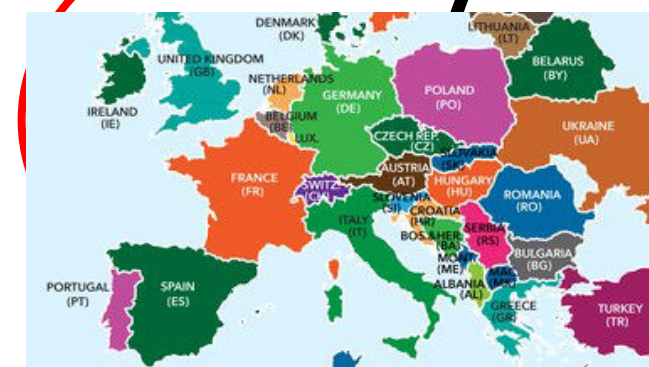 DENMARK
(DK)
LITHUANIA
(LT)
UNITED KINGDOM
(GB)
BELARUS
(BY)
NETHERLANDS
(NL)
GERMANY
(DE)
POLAND
(PO)
IRELAND
(IE)
BELGIUM
(BE)
LUX.
UKRAINE
(UA)
CZECH REP.
(CZ)
SLOVAKIA
(SK)
FRANCE
(FR)
SWITZ.
(CH)
AUSTRIA
(AT)
HUNGARY
(HU)
ROMANIA
(RO)
SLOVENIA
(SI)
CROATIA
(HR)
ITALY
(IT)
BOS.&HER.
(BA)
SERBIA
(RS)
MONT.
(ME)
BULGARIA
(BG)
MAC.
(MK)
ALBANIA
(AL)
PORTUGAL
(PT)
SPAIN
(ES)
GREECE
(GR)
TURKEY
(TR)